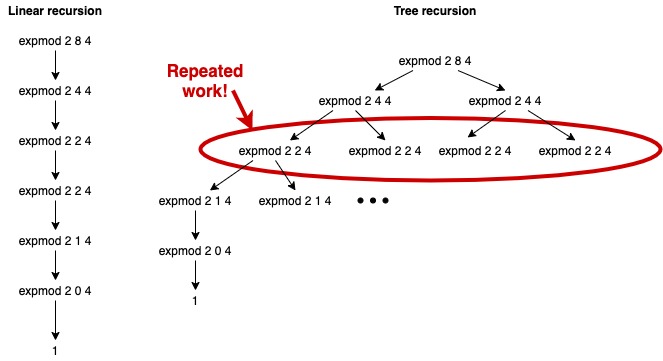 Linear recursion
expmod 2 8 4
expmod 2 4 4
expmod 2 2 4
expmod 2 2 4
expmod 2 1 4
expmod 2 0 4
1
Tree recursion
expmod 2 8 4
Repeated
work!
expmod 2 4 4 expmod 2 4 4
expmod 2 2 4 expmod 2 2 4 expmod 2 2 4 expmod 2 2 4
expmod 2 1 4 expmod 2 1 4 •••
expmod 2 0 4
1